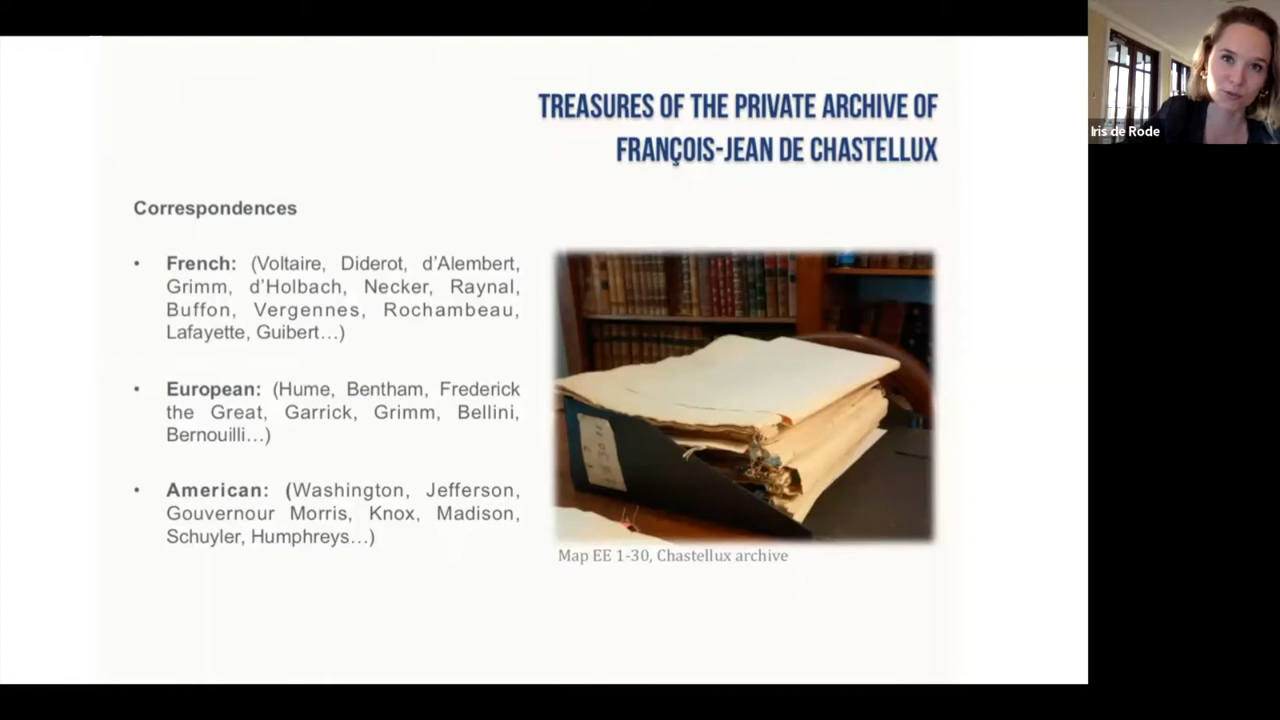 TREASURES OF THE PRIVATE ARCHIVE OF
FRANÇOIS-JEAN DE CHASTELLUX
Correspondences
• French: (Voltaire, Diderot, d'Alembert,
Grimm, d'Holbach, Necker, Raynal,
Buffon, Vergennes, Rochambeau,
Lafayette, Guibert…)
• European: (Hume, Bentham, Frederick
the Great, Garrick, Grimm, Bellini,
Bernouilli…)
• American: (Washington, Jefferson,
Gouvernour Morris, Knox, Madison,
Schuyler, Humphreys…)
Map EE 1-30, Chastellux archive
Iris de Rode